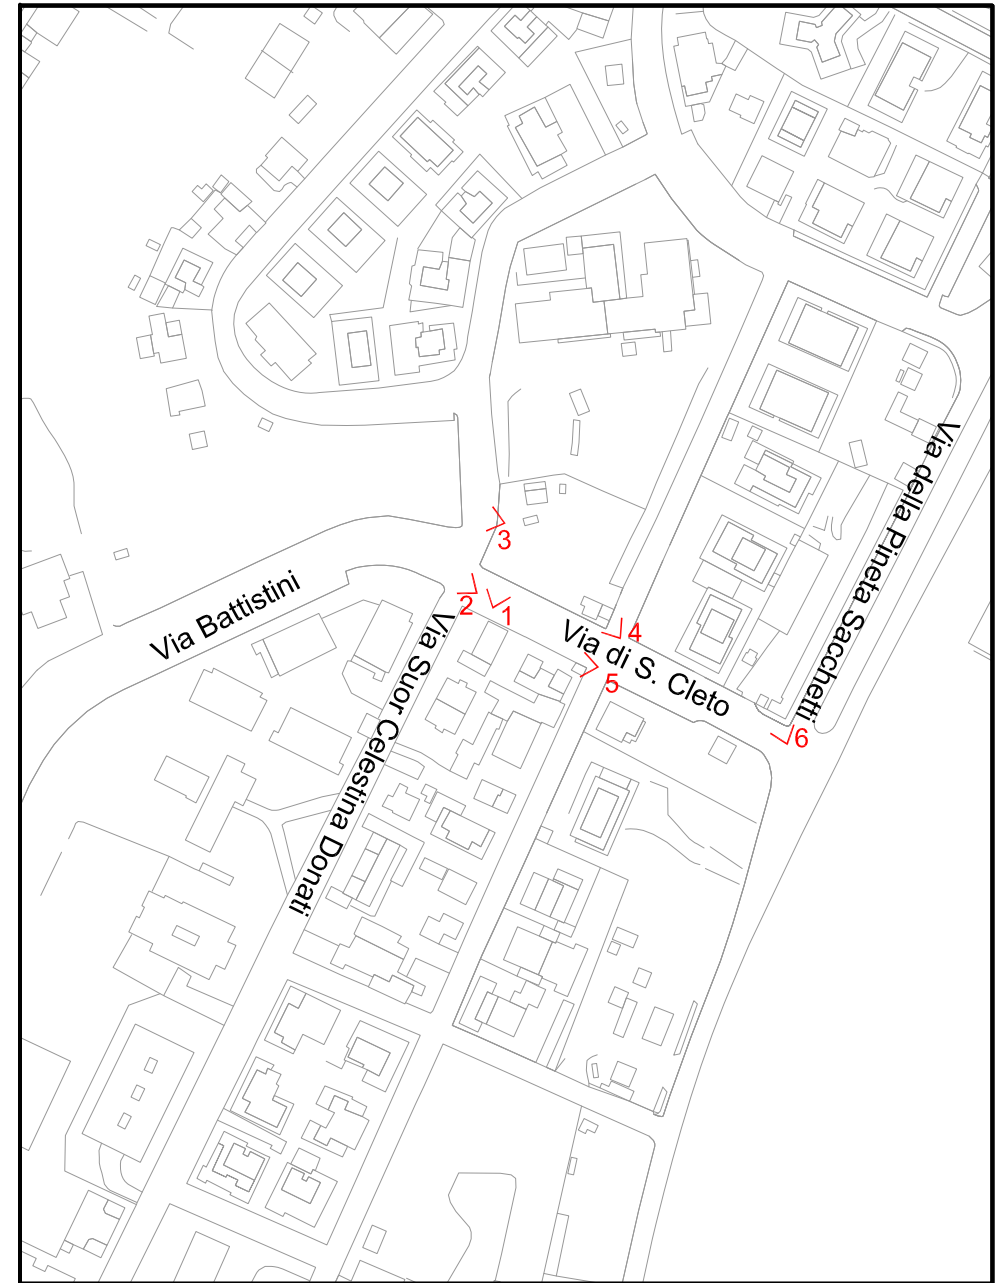 Via della Pineta Sacchetti
3
Via Battistini
2
1
Via Suor Celestina Donati
4
Via di S. Cleto
5
6